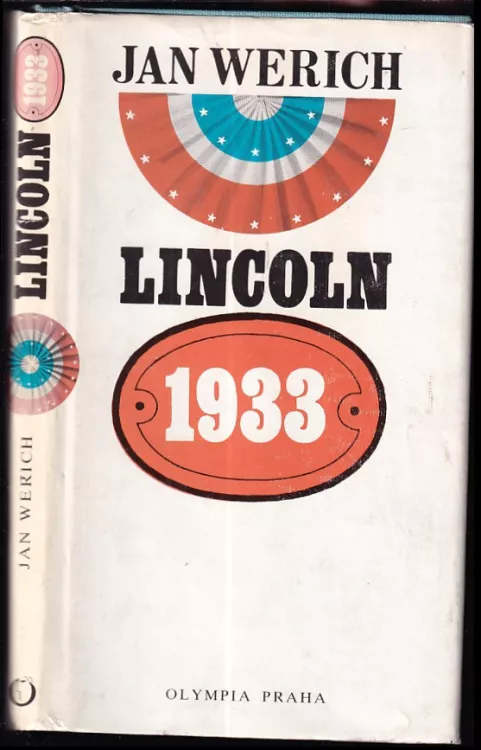 JAN WERICH
LINCOLN
1933
OLYMPIA PRAHA
1933
LINCOLN
JAN WERICH